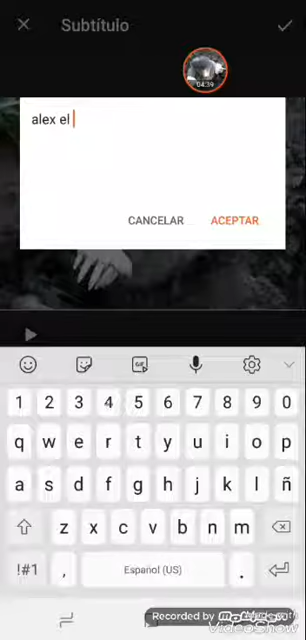 Subtítulo
04:39
alex el
CANCELAR ACEPTAR
GIF
1 2 3 4 5 6 7 8 9 0
q w e r t y u i o p
a s d f g h j k l ñ
z x c v b n m
!#1 , Español (US) .
Recorded by
VideoShow